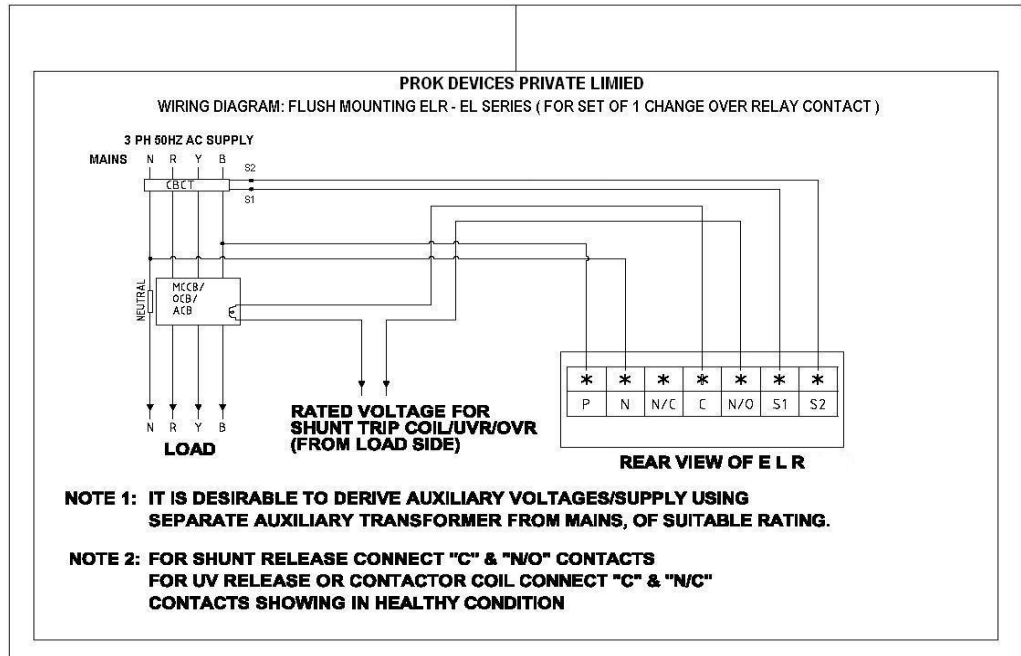 PROK DEVICES PRIVATE LIMIED
WIRING DIAGRAM: FLUSH MOUNTING ELR - EL SERIES ( FOR SET OF 1 CHANGE OVER RELAY CONTACT )
3 PH 50HZ AC SUPPLY
MAINS N R Y B
S2
CBCT
S1
NEUTRAL
MCCB/
OCB/
ACB
* * * * * * *
P N N/C C N/O S1 S2
N R Y B
LOAD
RATED VOLTAGE FOR
SHUNT TRIP COIL/UVR/OVR
(FROM LOAD SIDE)
REAR VIEW OF E L R
NOTE 1: IT IS DESIRABLE TO DERIVE AUXILIARY VOLTAGES/SUPPLY USING
SEPARATE AUXILIARY TRANSFORMER FROM MAINS, OF SUITABLE RATING.
NOTE 2: FOR SHUNT RELEASE CONNECT "C" & "N/O" CONTACTS
FOR UV RELEASE OR CONTACTOR COIL CONNECT "C" & "N/C"
CONTACTS SHOWING IN HEALTHY CONDITION